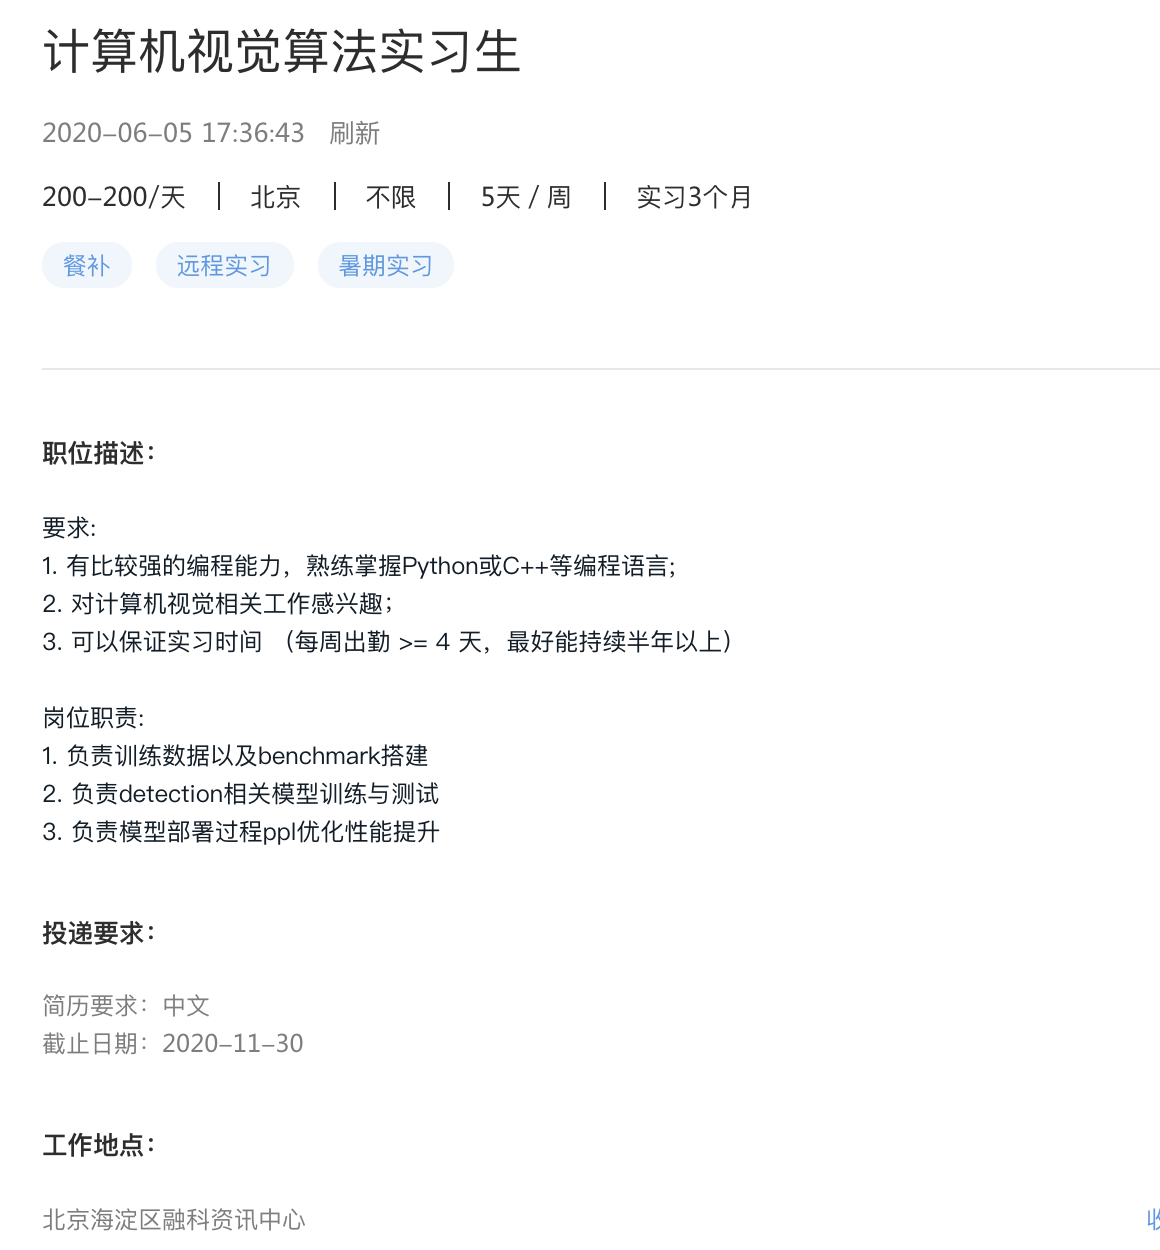 计算机视觉算法实习生
2020-06-05 17:36:43 刷新
200-200/天 | 北京 | 不限 | 5天 / 周 | 实习3个月
餐补 远程实习 暑期实习
职位描述：
要求:
1. 有比较强的编程能力，熟练掌握Python或C++等编程语言;
2. 对计算机视觉相关工作感兴趣；
3. 可以保证实习时间 （每周出勤 >= 4 天，最好能持续半年以上）
岗位职责:
1. 负责训练数据以及benchmark搭建
2. 负责detection相关模型训练与测试
3. 负责模型部署过程ppl优化性能提升
投递要求：
简历要求：中文
截止日期：2020-11-30
工作地点：
北京海淀区融科资讯中心